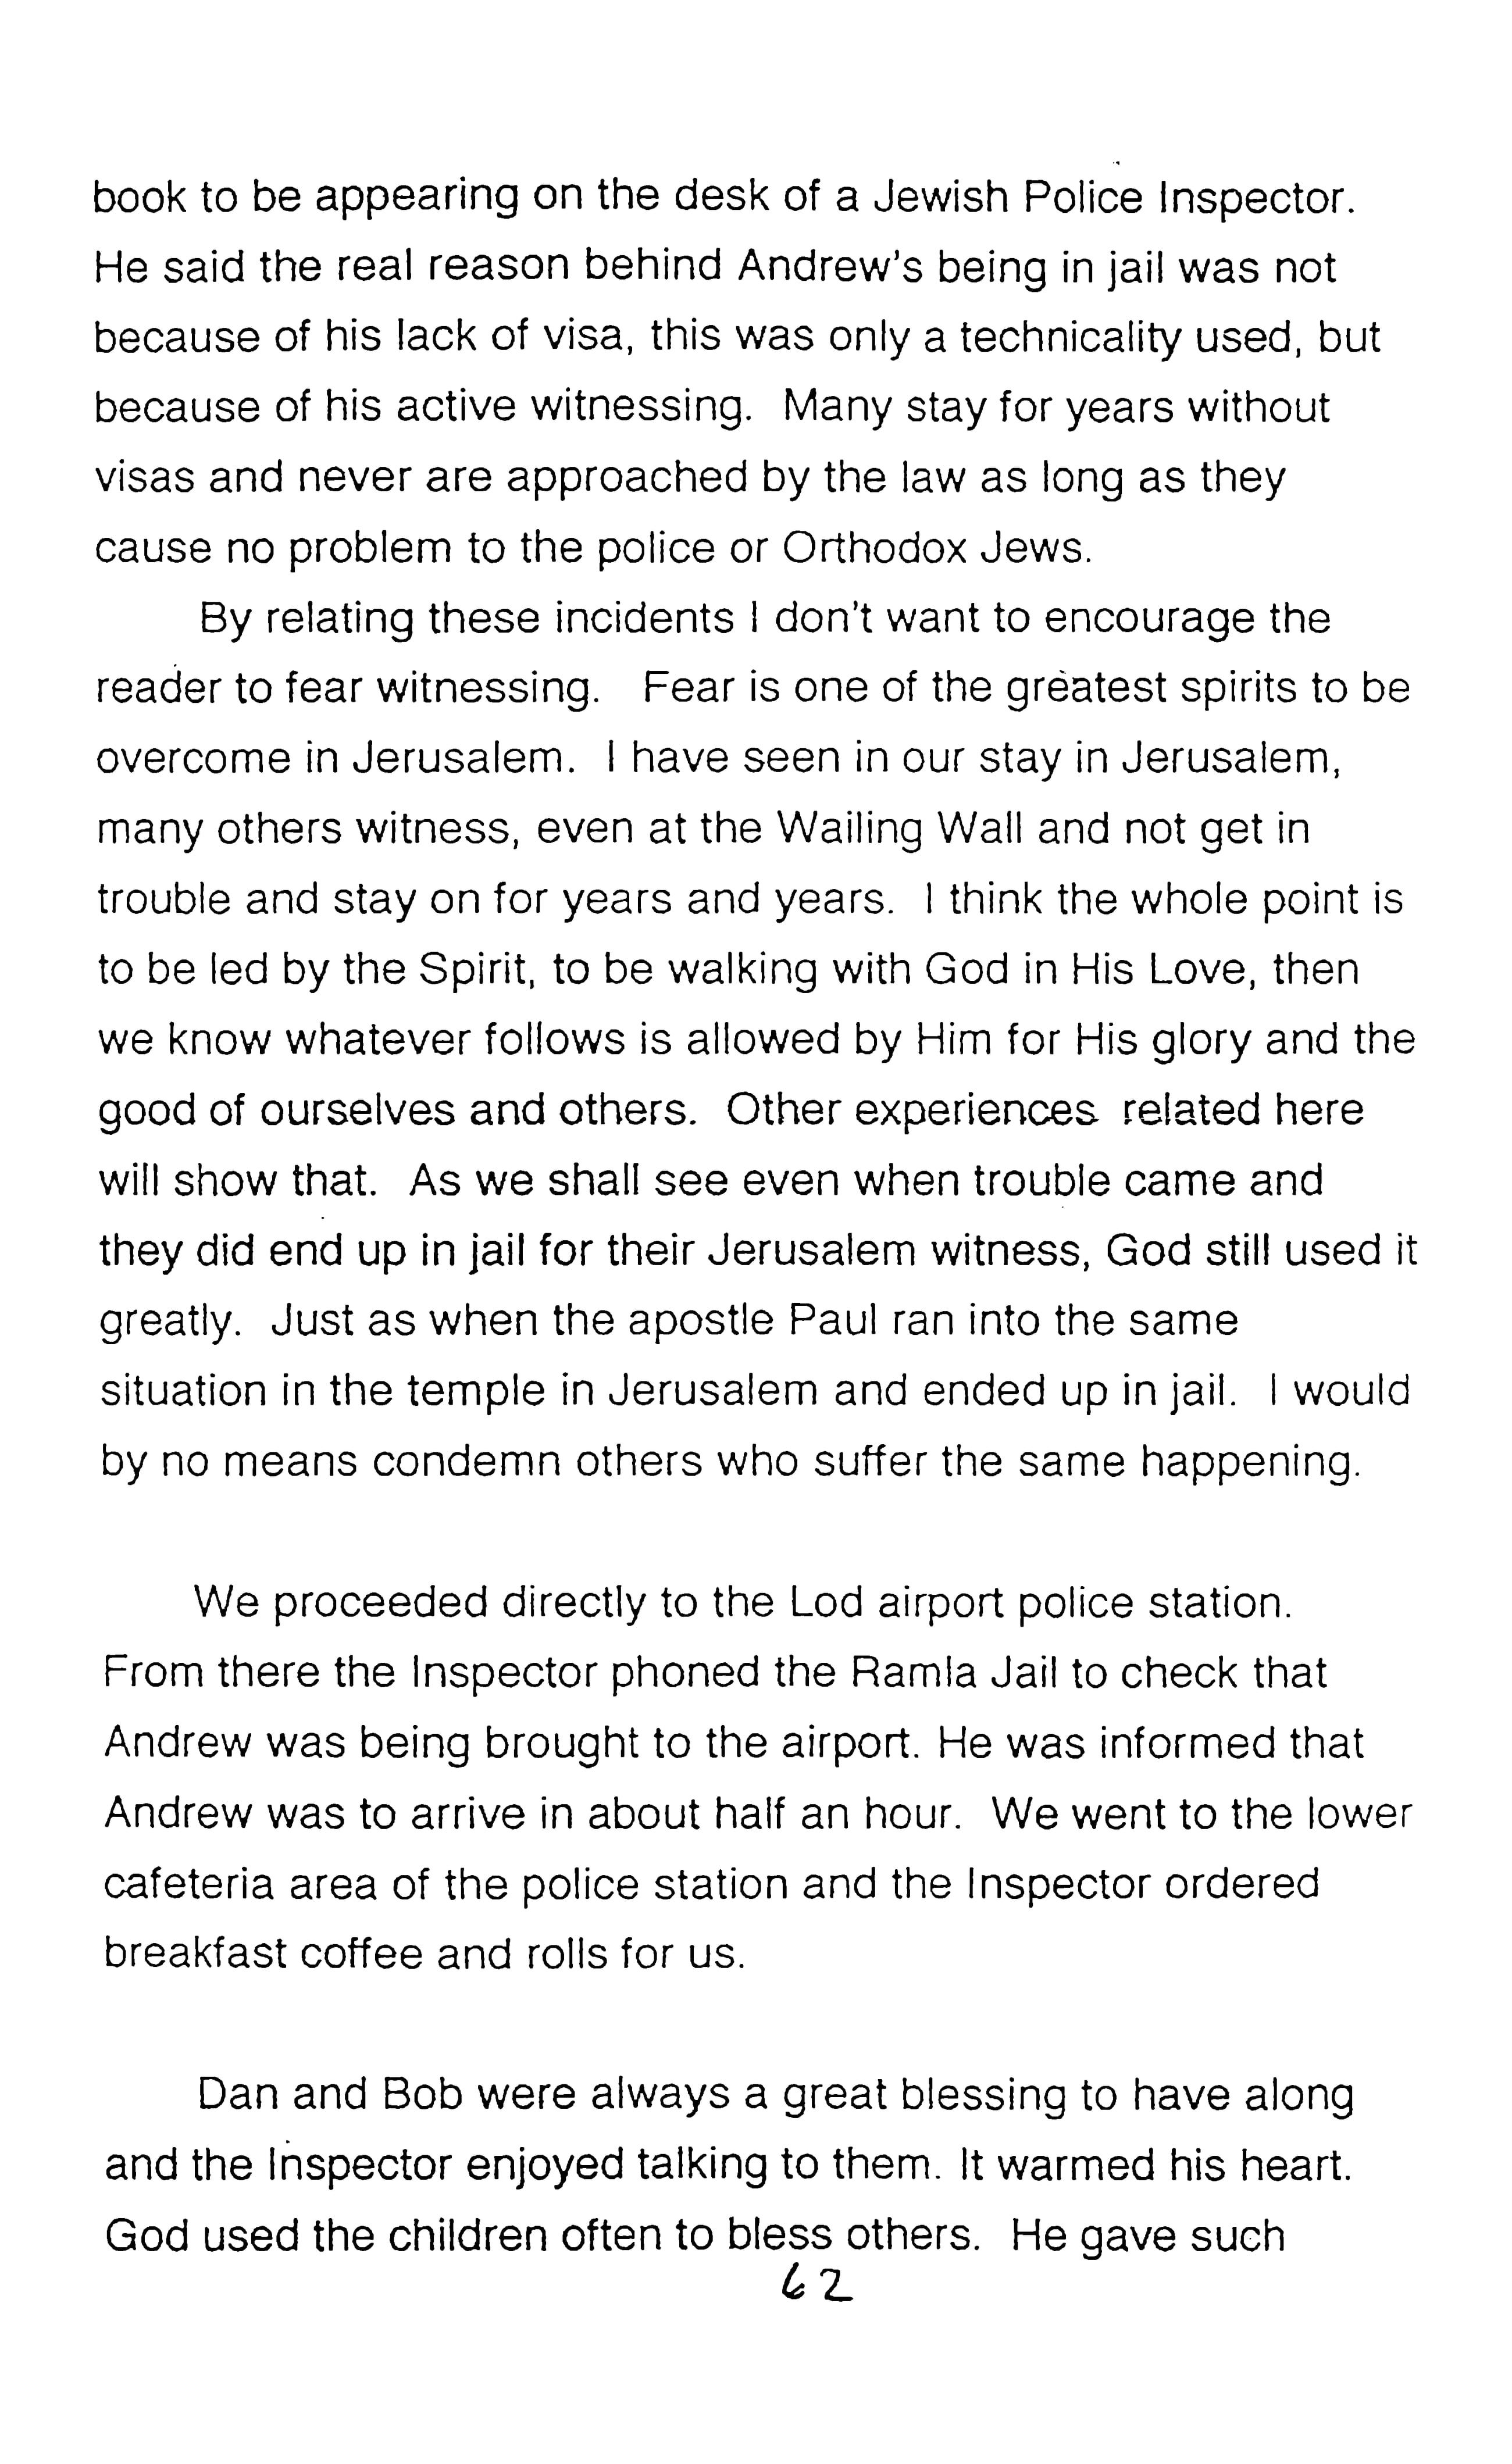 book to be appearing on the desk of a Jewish Police Inspector.
He said the real reason behind Andrew's being in jail was not
because of his lack of visa, this was only a technicality used, but
because of his active witnessing. Many stay for years without
visas and never are approached by the law as long as they
cause no problem to the police or Orthodox Jews.
By relating these incidents I don't want to encourage the
reader to fear witnessing. Fear is one of the greatest spirits to be
overcome in Jerusalem. I have seen in our stay in Jerusalem,
many others witness, even at the Wailing Wall and not get in
trouble and stay on for years and years. I think the whole point is
to be led by the Spirit, to be walking with God in His Love, then
we know whatever follows is allowed by Him for His glory and the
good of ourselves and others. Other experiences related here
will show that. As we shall see even when trouble came and
they did end up in jail for their Jerusalem witness, God still used it
greatly. Just as when the apostle Paul ran into the same
situation in the temple in Jerusalem and ended up in jail. I would
by no means condemn others who suffer the same happening.
We proceeded directly to the Lod airport police station.
From there the Inspector phoned the Ramla Jail to check that
Andrew was being brought to the airport. He was informed that
Andrew was to arrive in about half an hour. We went to the lower
cafeteria area of the police station and the Inspector ordered
breakfast coffee and rolls for us.
Dan and Bob were always a great blessing to have along
and the Inspector enjoyed talking to them. It warmed his heart.
God used the children often to bless others. He gave such
62